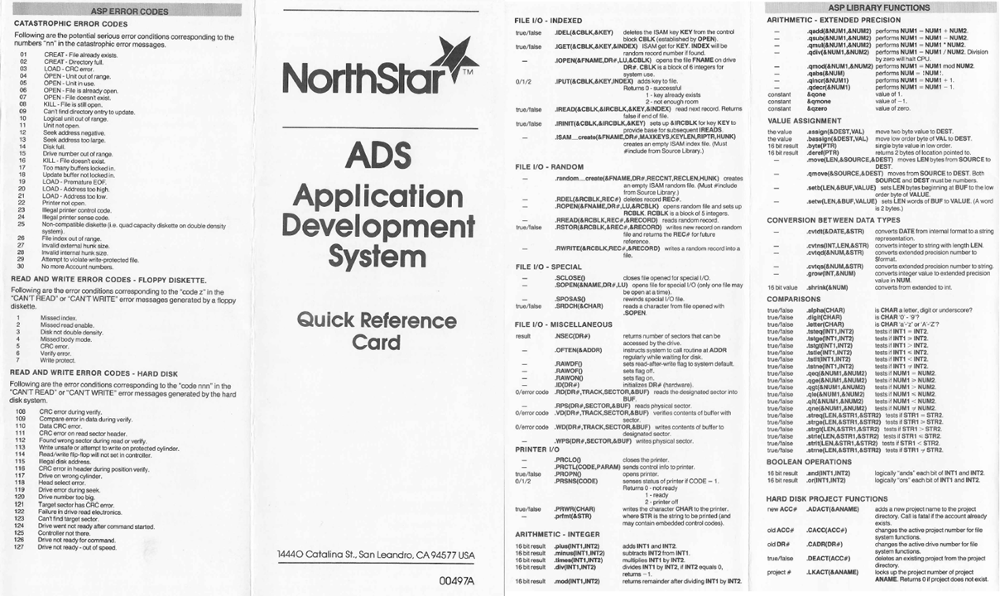 ASP ERROR CODES
CATASTROPHIC ERROR CODES
Following are the potential serious error conditions corresponding to the
numbers "nn" in the catastrophic error messages.
01 CREAT - File already exists.
02 CREAT - Directory full.
03 LOAD - CRC error.
04 OPEN - Unit out of range.
05 OPEN - Unit in use.
06 OPEN - File is already open.
07 OPEN - File doesn't exist.
08 KILL - File is still open.
09 Can't find directory entry to update.
10 Logical unit out of range.
11 Unit not open.
12 Seek address negative.
13 Seek address too large.
14 Disk full.
15 Drive number out of range.
16 KILL - File doesn't exist.
17 Too many buffers locked in.
18 Update buffer not locked in.
19 LOAD - Premature EOF.
20 LOAD - Address too high.
21 LOAD - Address too low.
22 Printer not open.
23 Illegal printer control code.
24 Illegal printer sense code.
25 Non-compatible diskette (i.e. quad capacity diskette on double density
system).
26 File index out of range.
27 Invalid external hunk size.
28 Invalid internal hunk size.
29 Attempt to violate write-protected file.
30 No more Account numbers.
READ AND WRITE ERROR CODES - FLOPPY DISKETTE.
Following are the error conditions corresponding to the "code z" in the
"CAN'T READ" or "CAN'T WRITE" error messages generated by a floppy
diskette.
1 Missed index.
2 Missed read enable.
3 Disk not double density.
4 Missed body mode.
5 CRC error.
6 Verify error.
7 Write protect.
READ AND WRITE ERROR CODES - HARD DISK
Following are the error conditions corresponding to the "code nnn" in the
"CAN'T READ" or "CAN'T WRITE" error messages generated by the hard
disk system.
108 CRC error during verify.
109 Compare error in data during verify.
110 Data CRC error.
111 CRC error on read sector header.
112 Found wrong sector during read or verify.
113 Write unsafe or attempt to write on protected cylinder.
114 Read/write flip-flop will not set in controller.
115 Illegal disk address.
116 CRC error in header during position verify.
117 Drive on wrong cylinder.
118 Head select error.
119 Drive error during seek.
120 Drive number too big.
121 Target sector has CRC error.
122 Failure in drive read electronics.
123 Can't find target sector.
124 Drive went not ready after command started.
125 Controller not there.
126 Drive not ready for command.
127 Drive not ready - out of speed.
NorthStar TM
ADS
Application
Development
System
Quick Reference
Card
14440 Catalina St., San Leandro, CA 94577 USA
00497A
FILE I/O - INDEXED
true/false .IDEL(&CBLK,&KEY) deletes the ISAM key KEY from the control
block CBLK (established by OPEN).
true/false .IGET(&CBLK,&KEY,&INDEX) ISAM get for KEY. INDEX will be
random record number if found.
— .IOPEN(&FNAME,DR#,LU,&CBLK) opens the file FNAME on drive
DR#. CBLK is a block of 6 integers for
system use.
0/1/2 .IPUT(&CBLK,&KEY,INDEX) adds key to file.
Returns 0 - successful
1 - key already exists
2 - not enough room
true/false .IREAD(&CBLK,&IRCBLK,&KEY,&INDEX) read next record. Returns
false if end of file.
true/false .IRINIT(&CBLK,&IRCBLK,&KEY) sets up &IRCBLK for key KEY to
provide base for subsequent IREADS.
— .ISAM_create(&FNAME,DR#,MAXKEYS,KEYLEN,RIPTR,HUNK)
creates an empty ISAM index file. (Must
#include from Source Library.)
FILE I/O - RANDOM
— .random_create(&FNAME,DR#,RECCNT,RECLEN,HUNK) creates
an empty ISAM random file. (Must #include
from Source Library.)
— .RDEL(&RCBLK,REC#) deletes record REC#.
— .ROPEN(&FNAME,DR#,LU,&RCBLK) opens random file and sets up
RCBLK. RCBLK is a block of 5 integers.
— .RREAD(&RCBLK,REC#,&RECORD) reads random record.
true/false .RSTOR(&RCBLK,&REC#,&RECORD) writes new record on random
file and returns the REC# for future
reference.
— .RWRITE(&RCBLK,REC#,&RECORD) writes a random record into a
file.
FILE I/O - SPECIAL
— .SCLOSE() closes file opened for special I/O.
— .SOPEN(&NAME,DR#,LU) opens file for special I/O (only one file may
be open at a time).
— .SPOSAS() rewinds special I/O file.
true/false .SRDCH(&CHAR) reads a character from file opened with
.SOPEN.
FILE I/O - MISCELLANEOUS
result .NSEC(DR#) returns number of sectors that can be
accessed by the drive.
— .OFTEN(&ADDR) instructs system to call routine at ADDR
regularly while waiting for disk.
— .RAWDF() sets read-after-write flag to system default.
— .RAWOF() sets flag off.
— .RAWON() sets flag on.
— .ID(DR#) initializes DR# (hardware).
0/error code .RD(DR#,TRACK,SECTOR,&BUF) reads the designated sector into
BUF.
— .RPS(DR#,SECTOR,&BUF) reads physical sector.
0/error code .VD(DR#,TRACK,SECTOR,&BUF) verifies contents of buffer with
sector.
0/error code .WD(DR#,TRACK,SECTOR,&BUF) writes contents of buffer to
designated sector.
— .WPS(DR#,SECTOR,&BUF) writes physical sector.
PRINTER I/O
— .PRCLO() closes the printer.
— .PRCTL(CODE,PARAM) sends control info to printer.
true/false .PROPN() opens printer.
0/1/2 .PRSNS(CODE) senses status of printer if CODE = 1.
Returns 0 - not ready
1 - ready
2 - printer off
true/false .PRWR(CHAR) writes the character CHAR to the printer.
— .prfmt(&STR) where STR is the string to be printed (and
may contain embedded control codes).
ARITHMETIC - INTEGER
16 bit result .plus(INT1,INT2) adds INT1 and INT2.
16 bit result .minus(INT1,INT2) subtracts INT2 from INT1.
16 bit result .times(INT1,INT2) multiplies INT1 by INT2.
16 bit result .div(INT1,INT2) divides INT1 by INT2, if INT2 equals 0,
returns −1.
16 bit result .mod(INT1,INT2) returns remainder after dividing INT1 by INT2.
ASP LIBRARY FUNCTIONS
ARITHMETIC - EXTENDED PRECISION
— .qadd(&NUM1,&NUM2) performs NUM1 = NUM1 + NUM2.
— .qsub(&NUM1,&NUM2) performs NUM1 = NUM1 − NUM2.
— .qmul(&NUM1,&NUM2) performs NUM1 = NUM1 * NUM2.
— .qdiv(&NUM1,&NUM2) performs NUM1 = NUM1 / NUM2. Division
by zero will halt CPU.
— .qmod(&NUM1,&NUM2) performs NUM1 = NUM1 mod NUM2.
— .qabs(&NUM) performs NUM = !NUM!.
— .qincr(&NUM1) performs NUM1 = NUM1 + 1.
— .qdecr(&NUM1) performs NUM1 = NUM1 − 1.
constant &qone value of 1.
constant &qmone value of −1.
constant &qzero value of zero.
VALUE ASSIGNMENT
the value .assign(&DEST,VAL) move two byte value to DEST.
the value .bassign(&DEST,VAL) move low order byte of VAL to DEST.
16 bit result .byte(PTR) single byte value in low order.
16 bit result .deref(PTR) returns 2 bytes of location pointed to.
— .move(LEN,&SOURCE,&DEST) moves LEN bytes from SOURCE to
DEST.
— .qmove(&SOURCE,&DEST) moves from SOURCE to DEST. Both
SOURCE and DEST must be numbers.
— .setb(LEN,&BUF,VALUE) sets LEN bytes beginning at BUF to the low
order byte of VALUE.
— .setw(LEN,&BUF,VALUE) sets LEN words of BUF to VALUE. (A word
is 2 bytes.)
CONVERSION BETWEEN DATA TYPES
— .cvtdt(&DATE,&STR) converts DATE from internal format to a string
representation.
— .cvtns(INT,LEN,&STR) converts integer to string with length LEN.
— .cvtqd(&NUM,&STR) converts extended precision number to
$format.
— .cvtqs(&NUM,&STR) converts extended precision number to string.
— .grow(INT,&NUM) converts integer value to extended precision
value in NUM.
16 bit value .shrink(&NUM) converts from extended to int.
COMPARISONS
true/false .alpha(CHAR) is CHAR a letter, digit or underscore?
true/false .digit(CHAR) is CHAR '0' - '9'?
true/false .letter(CHAR) is CHAR 'a'-'z' or 'A'-'Z'?
true/false .tsteq(INT1,INT2) tests if INT1 = INT2.
true/false .tstge(INT1,INT2) tests if INT1 ≥ INT2.
true/false .tstgt(INT1,INT2) tests if INT1 > INT2.
true/false .tstle(INT1,INT2) tests if INT1 ≤ INT2.
true/false .tstlt(INT1,INT2) tests if INT1 < INT2.
true/false .tstne(INT1,INT2) tests if INT1 ≠ INT2.
true/false .qeq(&NUM1,&NUM2) tests if NUM1 = NUM2.
true/false .qge(&NUM1,&NUM2) tests if NUM1 ≥ NUM2.
true/false .qgt(&NUM1,&NUM2) tests if NUM1 > NUM2.
true/false .qle(&NUM1,&NUM2) tests if NUM1 ≤ NUM2.
true/false .qlt(&NUM1,&NUM2) tests if NUM1 < NUM2.
true/false .qne(&NUM1,&NUM2) tests if NUM1 ≠ NUM2.
true/false .streq(LEN,&STR1,&STR2) tests if STR1 = STR2.
true/false .strge(LEN,&STR1,&STR2) tests if STR1 ≥ STR2.
true/false .strgt(LEN,&STR1,&STR2) tests if STR1 > STR2.
true/false .strle(LEN,&STR1,&STR2) tests if STR1 ≤ STR2.
true/false .strlt(LEN,&STR1,&STR2) tests if STR1 < STR2.
true/false .strne(LEN,&STR1,&STR2) tests if STR1 ≠ STR2.
BOOLEAN OPERATIONS
16 bit result .and(INT1,INT2) logically "ands" each bit of INT1 and INT2.
16 bit result .or(INT1,INT2) logically "ors" each bit of INT1 and INT2.
HARD DISK PROJECT FUNCTIONS
new ACC# .ADACT(&ANAME) adds a new project name to the project
directory. Call is fatal if the account already
exists.
old ACC# .CACC(ACC#) changes the active project number for file
system functions.
old DR# .CADR(DR#) changes the active drive number for file
system functions.
true/false .DEACT(ACC#) deletes an existing project from the project
directory.
project # .LKACT(&ANAME) looks up the project number of project
ANAME. Returns 0 if project does not exist.